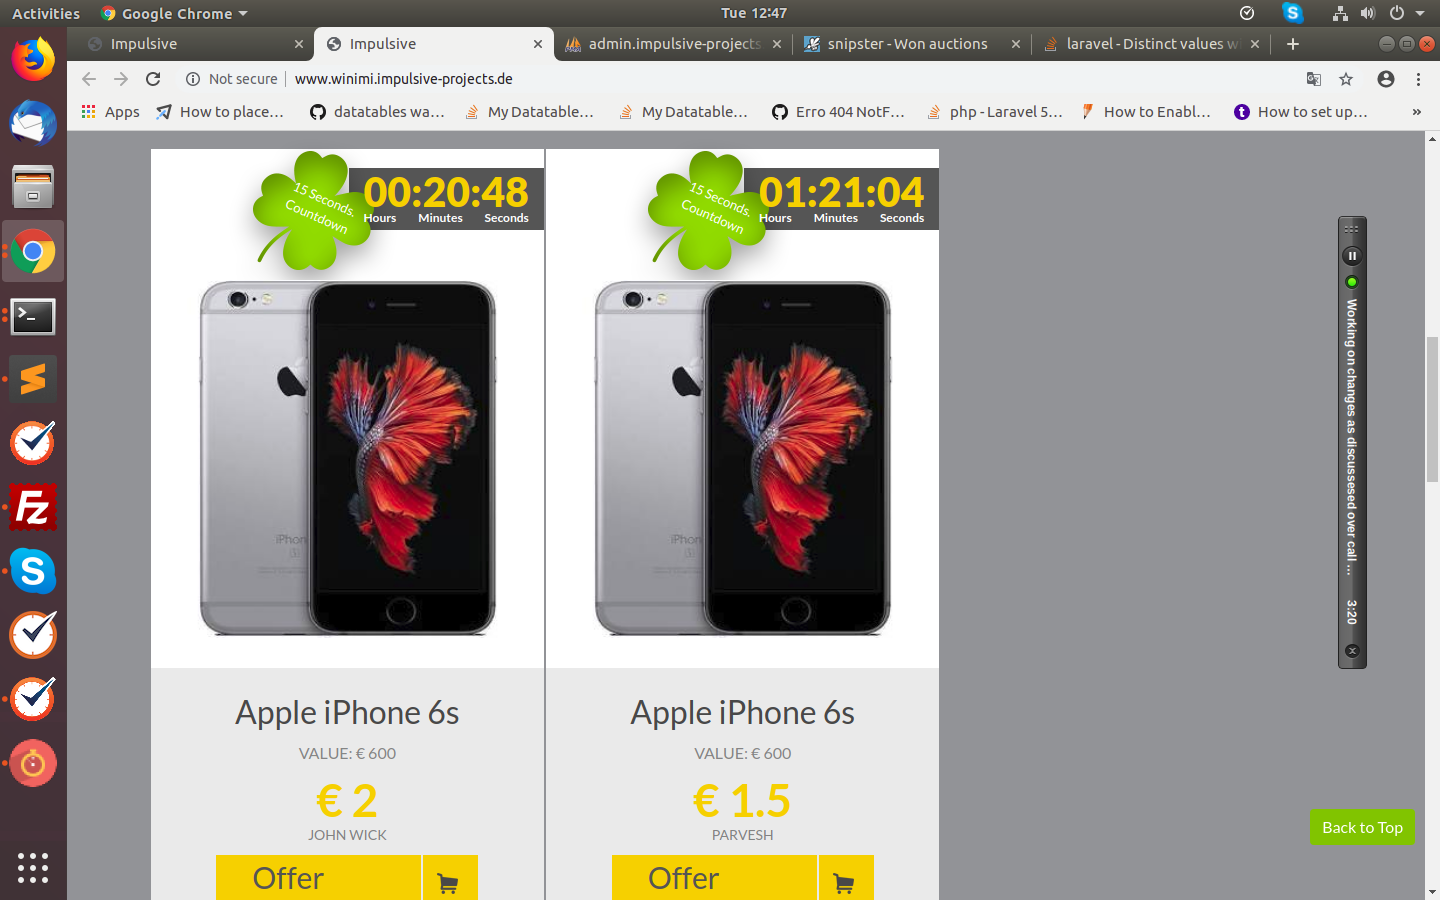 Activities
Google Chrome
Tue 12:47
Impulsive
Impulsive
admin.impulsive-projects
snipster - Won auctions
laravel - Distinct values wi
Not secure
www.winimi.impulsive-projects.de
Apps
How to place…
datatables wa…
My Datatable…
My Datatable…
Erro 404 NotF…
php - Laravel 5…
How to Enabl…
How to set up…
»
15 Seconds.
Countdown
00:20:48
Hours Minutes Seconds
15 Seconds.
Countdown
01:21:04
Hours Minutes Seconds
iPhon
S
iPhon
S
Apple iPhone 6s
VALUE: € 600
€ 2
JOHN WICK
Offer
Apple iPhone 6s
VALUE: € 600
€ 1.5
PARVESH
Offer
Working on changes as discussesed over call ...
3:20
Back to Top